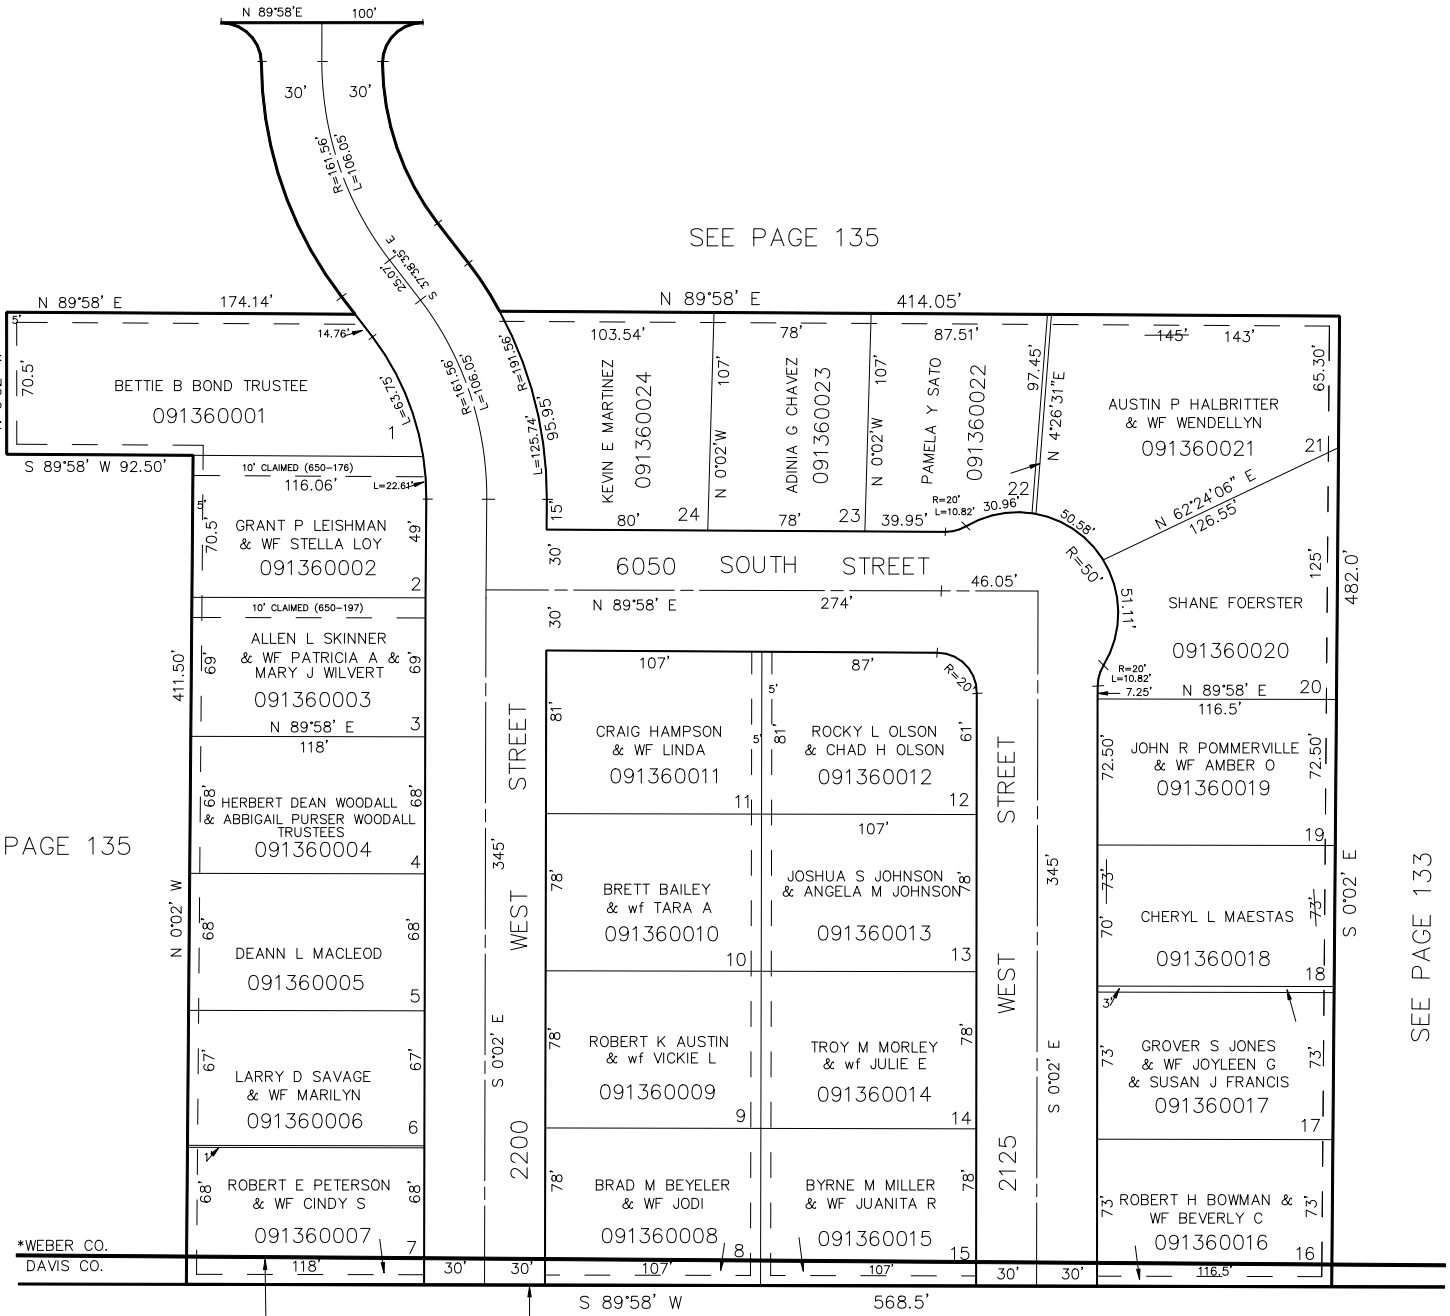 N 89°58'E 100'
30' 30'
R=161.56'
L=106.05'
S 37°38'35" E
25.07'
SEE PAGE 135
N 89°58' E 174.14'
N 89°58' E 414.05'
5'
70.5'
14.76'
BETTIE B BOND TRUSTEE
091360001
1
L=63.75'
R=161.56'
L=106.05'
R=191.56'
L=125.74'
95.95'
103.54'
KEVIN E MARTINEZ
091360024
107'
N 0°02'W
80'
24
15'
78'
ADINIA G CHAVEZ
091360023
107'
N 0°02'W
78'
23
87.51'
PAMELA Y SATO
091360022
97.45'
N 4°26'31"E
22
39.95'
R=20'
L=10.82'
30.96'
145' 143'
65.30'
AUSTIN P HALBRITTER
& WF WENDELLYN
091360021
21
50.58'
N 62°24'06" E
126.55'
R=50'
S 89°58' W 92.50'
10' CLAIMED (650-176)
116.06'
L=22.61'
5'
70.5'
GRANT P LEISHMAN
& WF STELLA LOY
091360002
49'
2
30'
6050 SOUTH STREET
46.05'
N 89°58' E 274'
30'
51.11'
125'
482.0'
SHANE FOERSTER
091360020
20
R=20'
L=10.82'
7.25'
N 89°58' E
116.5'
10' CLAIMED (650-197)
ALLEN L SKINNER
& WF PATRICIA A &
MARY J WILVERT
091360003
69' 69'
3
411.50'
N 89°58' E
118'
107' 87'
R=20'
5'
81'
CRAIG HAMPSON
& WF LINDA
091360011
11
5'
81'
ROCKY L OLSON
& CHAD H OLSON
091360012
61'
12
107'
72.50'
JOHN R POMMERVILLE
& WF AMBER O
091360019
72.50'
19
PAGE 135
68'
HERBERT DEAN WOODALL
& ABBIGAIL PURSER WOODALL
TRUSTEES
091360004
68'
4
N 0°02' W
68'
DEANN L MACLEOD
091360005
68'
5
345'
S 0°02' E
2200 WEST STREET
78'
BRETT BAILEY
& wf TARA A
091360010
10
JOSHUA S JOHNSON
& ANGELA M JOHNSON
091360013
78'
13
345'
S 0°02' E
2125 WEST STREET
73'
70'
CHERYL L MAESTAS
091360018
73'
18
S 0°02' E
SEE PAGE 133
67'
LARRY D SAVAGE
& WF MARILYN
091360006
67'
6
78'
ROBERT K AUSTIN
& wf VICKIE L
091360009
9
TROY M MORLEY
& wf JULIE E
091360014
78'
14
3'
73'
GROVER S JONES
& WF JOYLEEN G
& SUSAN J FRANCIS
091360017
73'
17
1'
68'
ROBERT E PETERSON
& WF CINDY S
091360007
68'
7
78'
BRAD M BEYELER
& WF JODI
091360008
8
BYRNE M MILLER
& WF JUANITA R
091360015
78'
15
73'
ROBERT H BOWMAN &
WF BEVERLY C
091360016
73'
16
*WEBER CO.
DAVIS CO.
118' 30' 30' 107' 107' 30' 30' 116.5'
S 89°58' W 568.5'